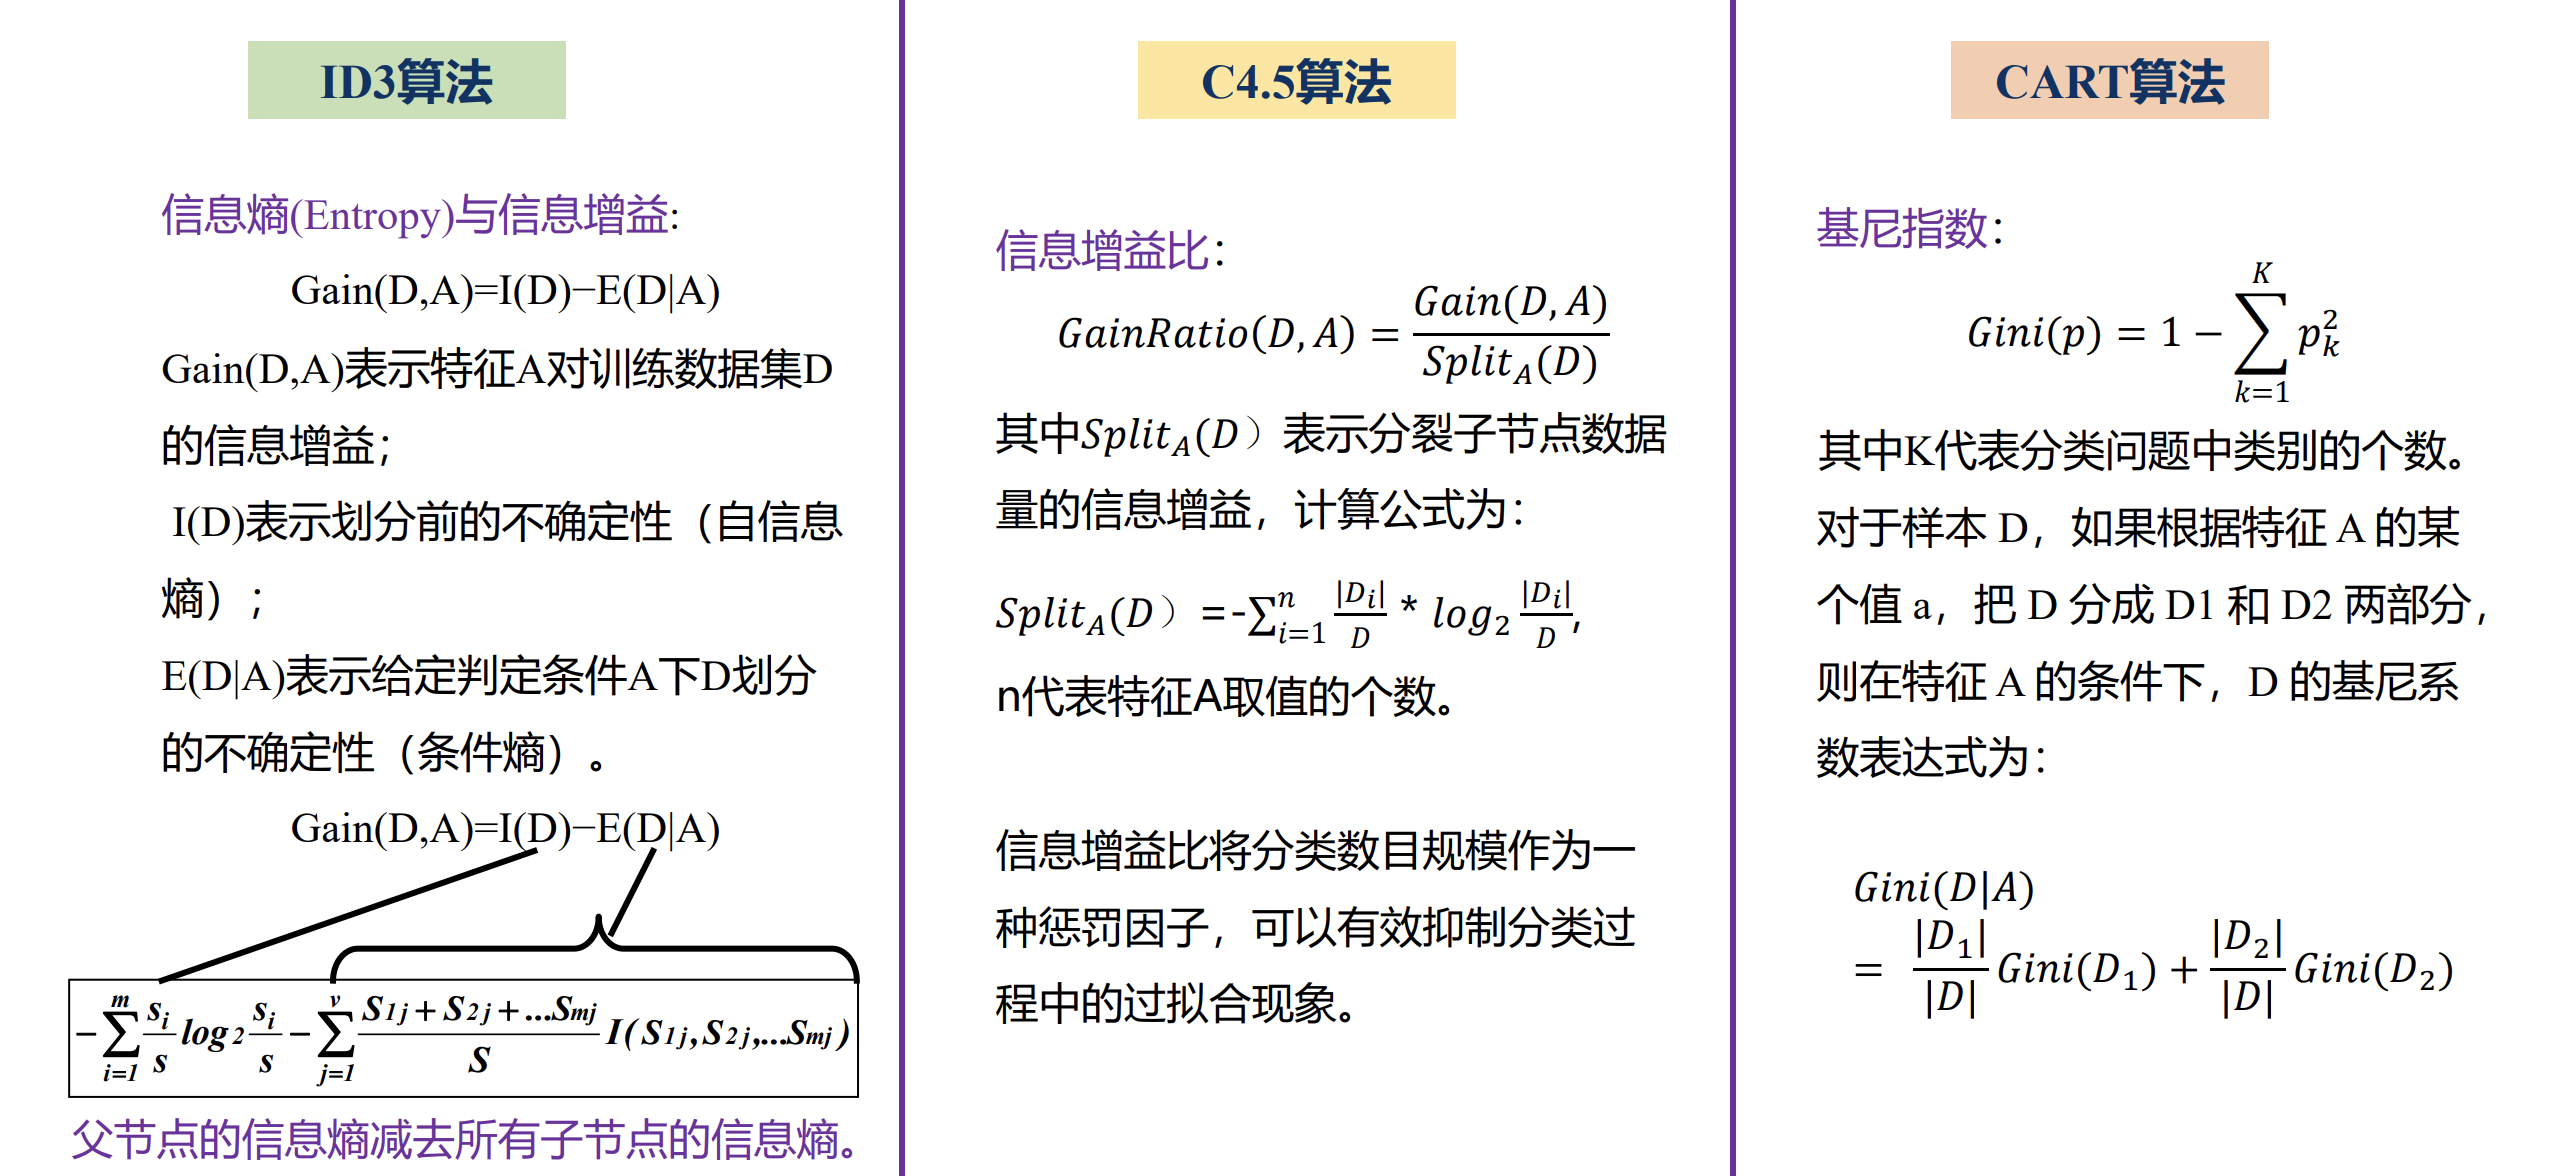 ID3算法
信息熵(Entropy)与信息增益:
Gain(D,A)=I(D)−E(D|A)
Gain(D,A)表示特征A对训练数据集D
的信息增益；
I(D)表示划分前的不确定性（自信息
熵）；
E(D|A)表示给定判定条件A下D划分
的不确定性（条件熵）。
Gain(D,A)=I(D)−E(D|A)
$-\sum_{i=1}^{m}\frac{s_i}{s}log_2\frac{s_i}{s}-\sum_{j=1}^{v}\frac{S_{1j}+S_{2j}+...S_{mj}}{S}I(S_{1j},S_{2j},...S_{mj})$
父节点的信息熵减去所有子节点的信息熵。
C4.5算法
信息增益比：
$GainRatio(D,A)=\frac{Gain(D,A)}{Split_A(D)}$
其中$Split_A(D$）表示分裂子节点数据
量的信息增益，计算公式为：
$Split_A(D$）=-$\sum_{i=1}^{n}\frac{|D_i|}{D}*log_2\frac{|D_i|}{D}$,
n代表特征A取值的个数。
信息增益比将分类数目规模作为一
种惩罚因子，可以有效抑制分类过
程中的过拟合现象。
CART算法
基尼指数：
$Gini(p)=1-\sum_{k=1}^{K}p_k^2$
其中K代表分类问题中类别的个数。
对于样本 D，如果根据特征 A 的某
个值 a，把 D 分成 D1 和 D2 两部分，
则在特征 A 的条件下，D 的基尼系
数表达式为：
$Gini(D|A)$
$=\frac{|D_1|}{|D|}Gini(D_1)+\frac{|D_2|}{|D|}Gini(D_2)$